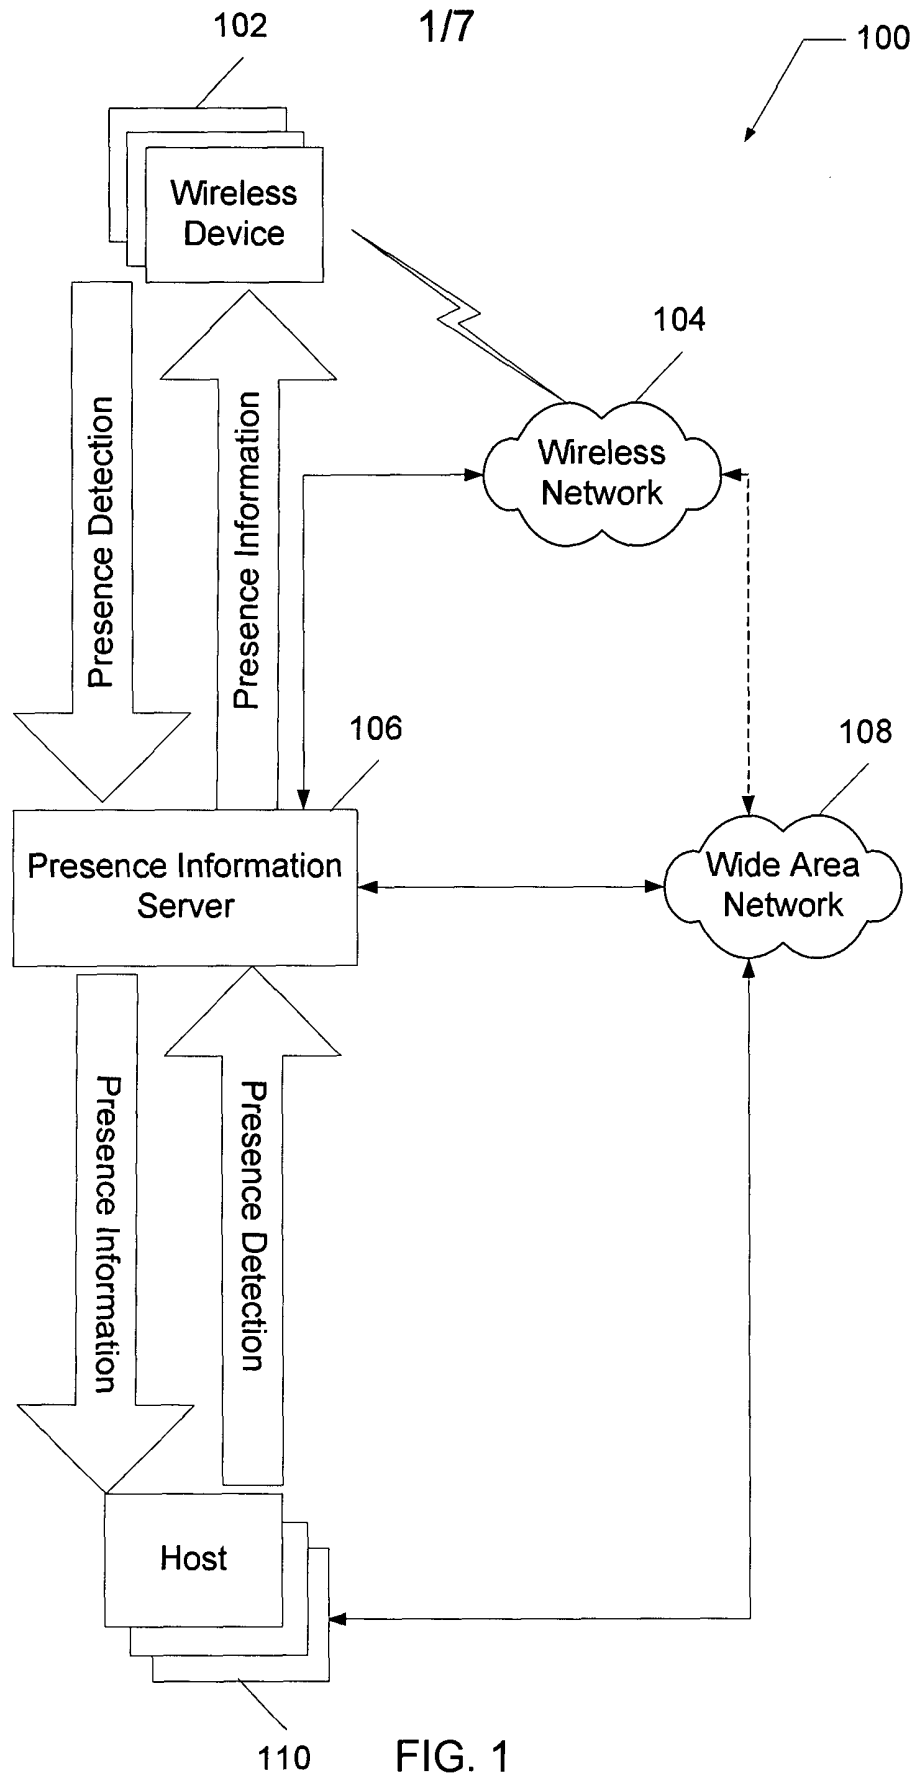 102
1/7
100
Wireless
Device
104
Wireless
Network
Presence Detection
Presence Information
106
108
Presence Information
Server
Wide Area
Network
Presence Information
Presence Detection
Host
110
FIG. 1